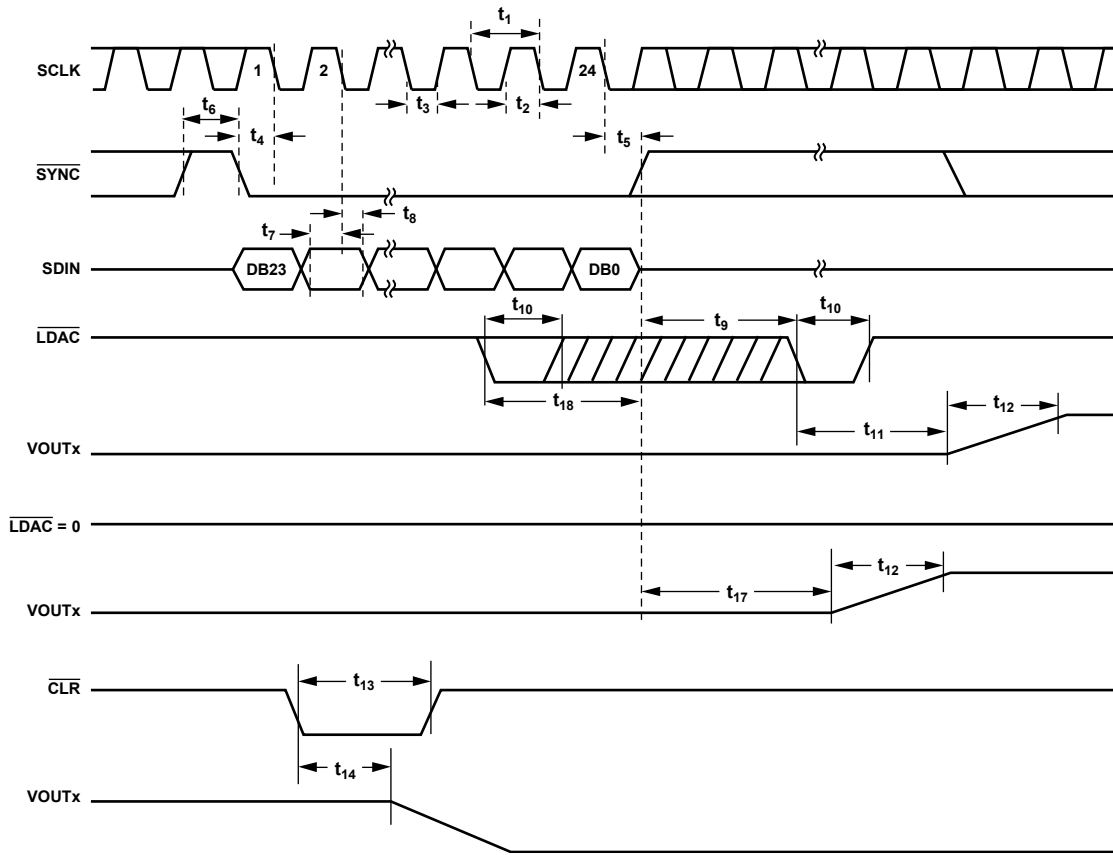 t1
SCLK
1
2
24
t6
t4
t3
t2
t5
SYNC
t7
t8
SDIN
DB23
DB0
LDAC
t10
t9
t10
t18
t11
t12
VOUTx
LDAC = 0
t12
t17
VOUTx
CLR
t13
t14
VOUTx